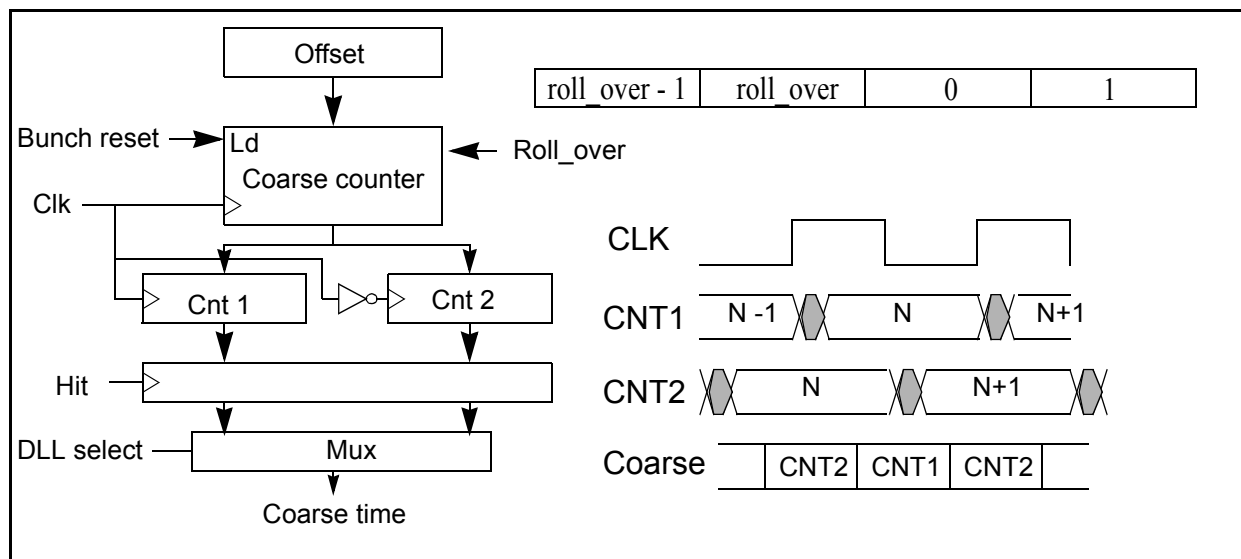 Offset
roll_over - 1 roll_over 0 1
Bunch reset
Ld
Coarse counter
Roll_over
Clk
Cnt 1
Cnt 2
Hit
DLL select
Mux
Coarse time
CLK
CNT1 N -1 N N+1
CNT2 N N+1
Coarse CNT2 CNT1 CNT2